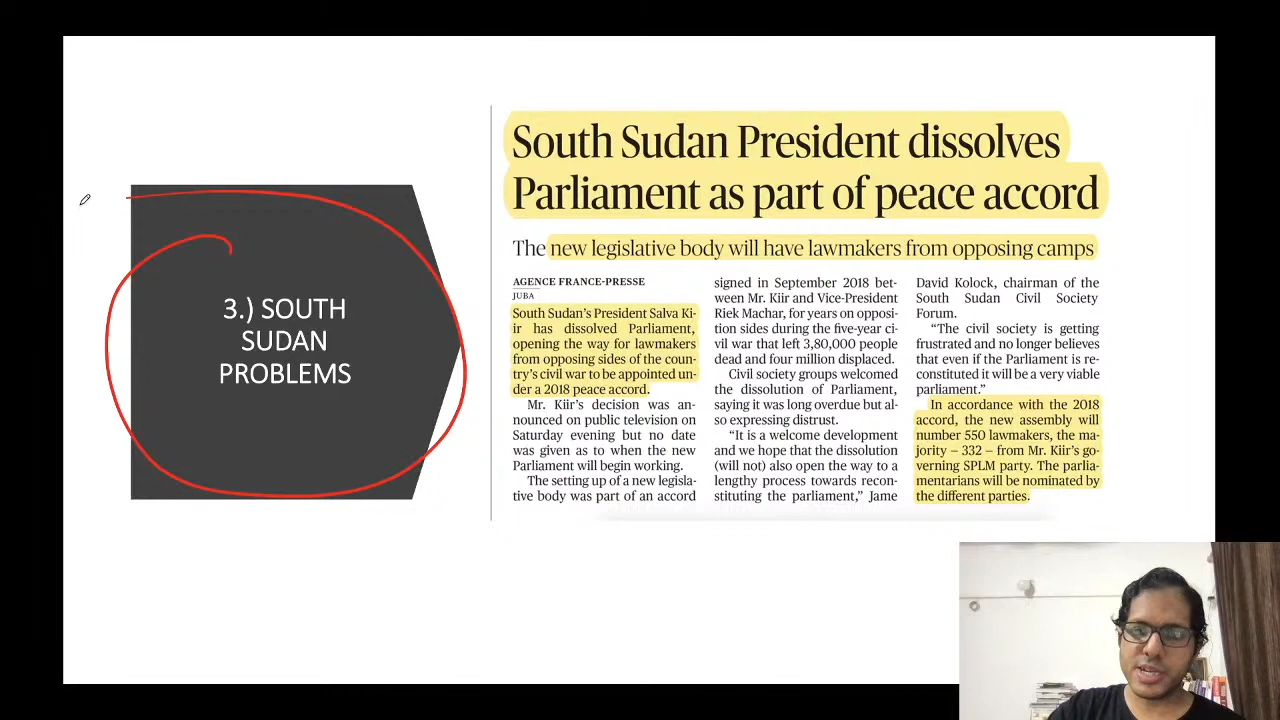 3.) SOUTH
SUDAN
PROBLEMS
South Sudan President dissolves
Parliament as part of peace accord
The new legislative body will have lawmakers from opposing camps
AGENCE FRANCE-PRESSE
JUBA
South Sudan's President Salva Ki-
ir has dissolved Parliament,
opening the way for lawmakers
from opposing sides of the coun-
try's civil war to be appointed un-
der a 2018 peace accord.
Mr. Kiir's decision was an-
nounced on public television on
Saturday evening but no date
was given as to when the new
Parliament will begin working.
The setting up of a new legisla-
tive body was part of an accord
signed in September 2018 bet-
ween Mr. Kiir and Vice-President
Riek Machar, for years on opposi-
tion sides during the five-year ci-
vil war that left 3,80,000 people
dead and four million displaced.
Civil society groups welcomed
the dissolution of Parliament,
saying it was long overdue but al-
so expressing distrust.
"It is a welcome development
and we hope that the dissolution
(will not) also open the way to a
lengthy process towards recon-
stituting the parliament," Jame
David Kolock, chairman of the
South Sudan Civil Society
Forum.
"The civil society is getting
frustrated and no longer believes
that even if the Parliament is re-
constituted it will be a very viable
parliament."
In accordance with the 2018
accord, the new assembly will
number 550 lawmakers, the ma-
jority – 332 – from Mr. Kiir's go-
verning SPLM party. The parlia-
mentarians will be nominated by
the different parties.